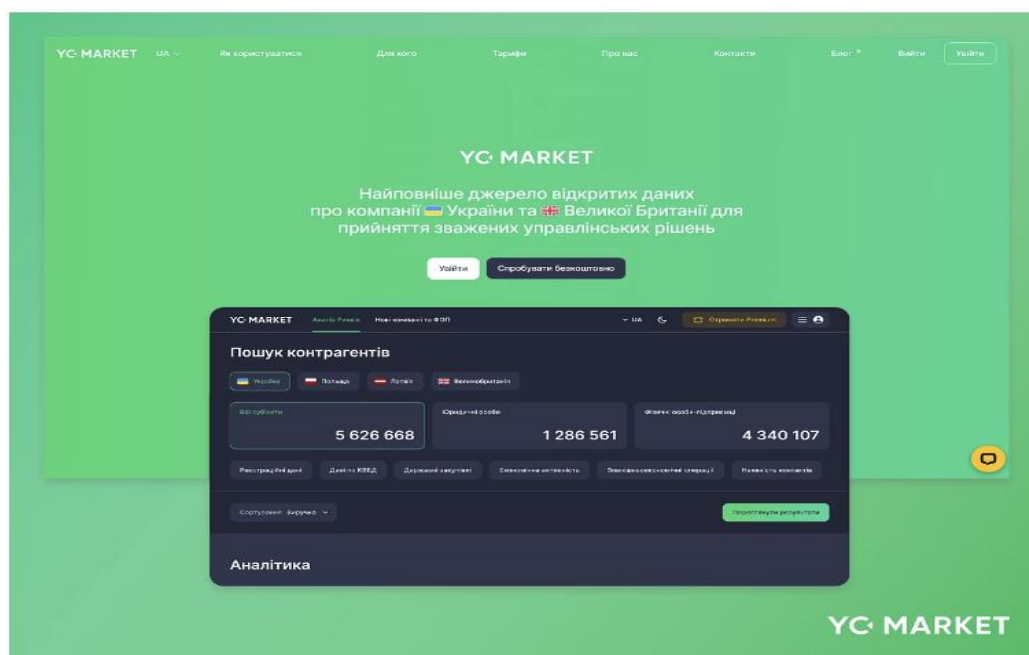 YC MARKET UA Як користуватися Для кого Тарифи Про нас Контакти Блог Вийти Увійти
YC MARKET
Найповніше джерело відкритих даних
про компанії України та Великої Британії для
прийняття зважених управлінських рішень
Увійти Спробувати безкоштовно
YC MARKET Аналіз Ринків Нові компанії та ФОП UA Отримати Premium
Пошук контрагентів
Україна Польща Латвія Великобританія
Всі суб'єкти Юридичні особи Фізичні особи-підприємці
5 626 668 1 286 561 4 340 107
Реєстраційні дані Дані по КВЕД Державні закупівлі Економічна активність Зовнішньоекономічні операції Наявність контактів
Сортування: Виручка Переглянути результати
Аналітика
YC MARKET